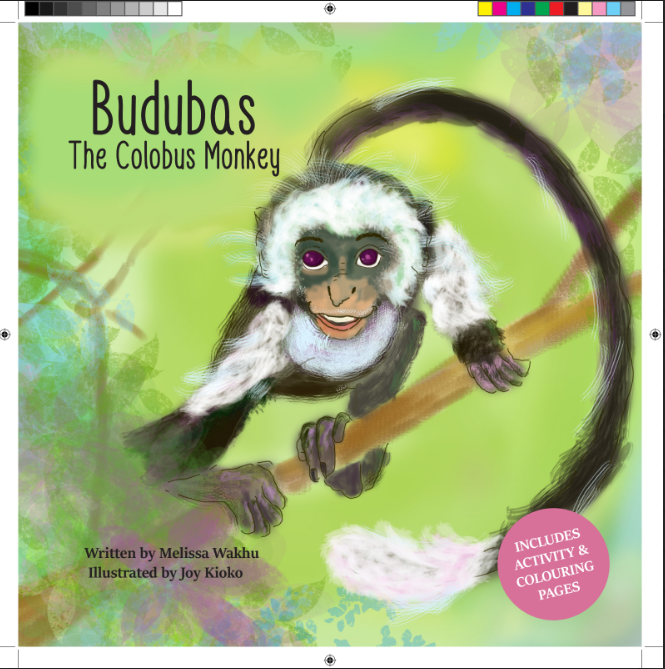 Budubas
The Colobus Monkey
Written by Melissa Wakhu
Illustrated by Joy Kioko
INCLUDES
ACTIVITY &
COLOURING
PAGES